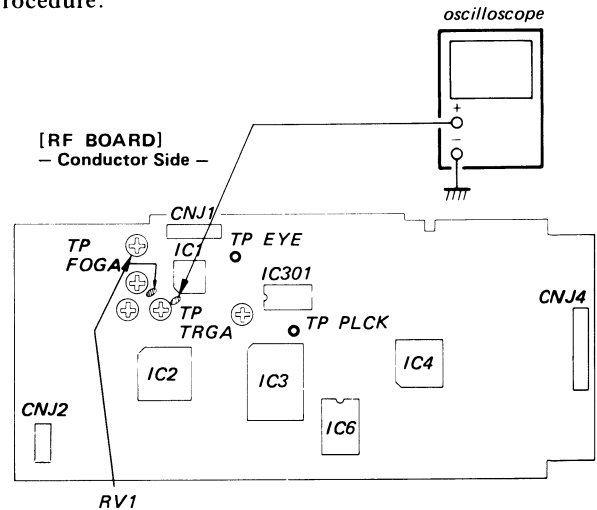 rocedure:
oscilloscope
+
−
[RF BOARD]
– Conductor Side –
CNJ1
TP FOGA
IC1
TP EYE
IC301
TP TRGA
TP PLCK
CNJ4
IC2
IC3
IC4
CNJ2
IC6
RV1